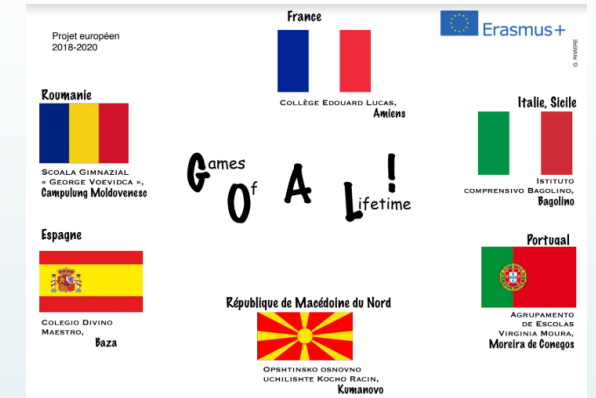 Projet européen
2018-2020
France
Erasmus+
G. RIVIERE
COLLÈGE EDOUARD LUCAS,
Amiens
Roumanie
SCOALA GIMNAZIAL
« GEORGE VOEVIDCA »,
Campulung Moldovenesc
Italie, Sicile
ISTITUTO
COMPRENSIVO BAGOLINO,
Bagolino
Games Of A Lifetime !
Espagne
COLEGIO DIVINO
MAESTRO,
Baza
République de Macédoine du Nord
OPSHTINSKO OSNOVNO
UCHILISHTE KOCHO RACIN,
Kumanovo
Portugal
AGRUPAMENTO
DE ESCOLAS
VIRGINIA MOURA,
Moreira de Conegos